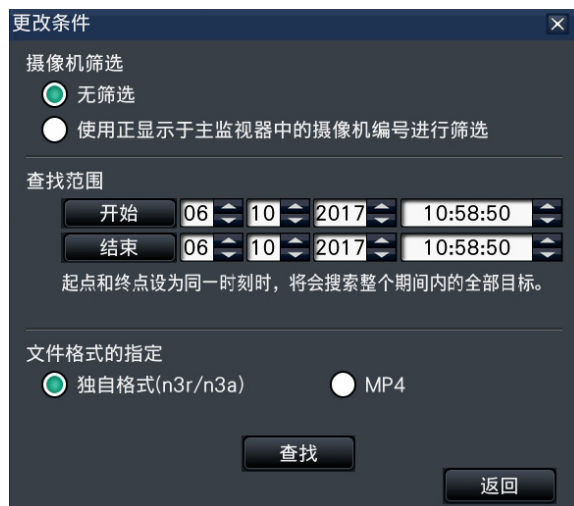 更改条件
摄像机筛选
无筛选
使用正显示于主监视器中的摄像机编号进行筛选
查找范围
开始 06 10 2017 10:58:50
结束 06 10 2017 10:58:50
起点和终点设为同一时刻时，将会搜索整个期间内的全部目标。
文件格式的指定
独自格式(n3r/n3a) MP4
查找
返回